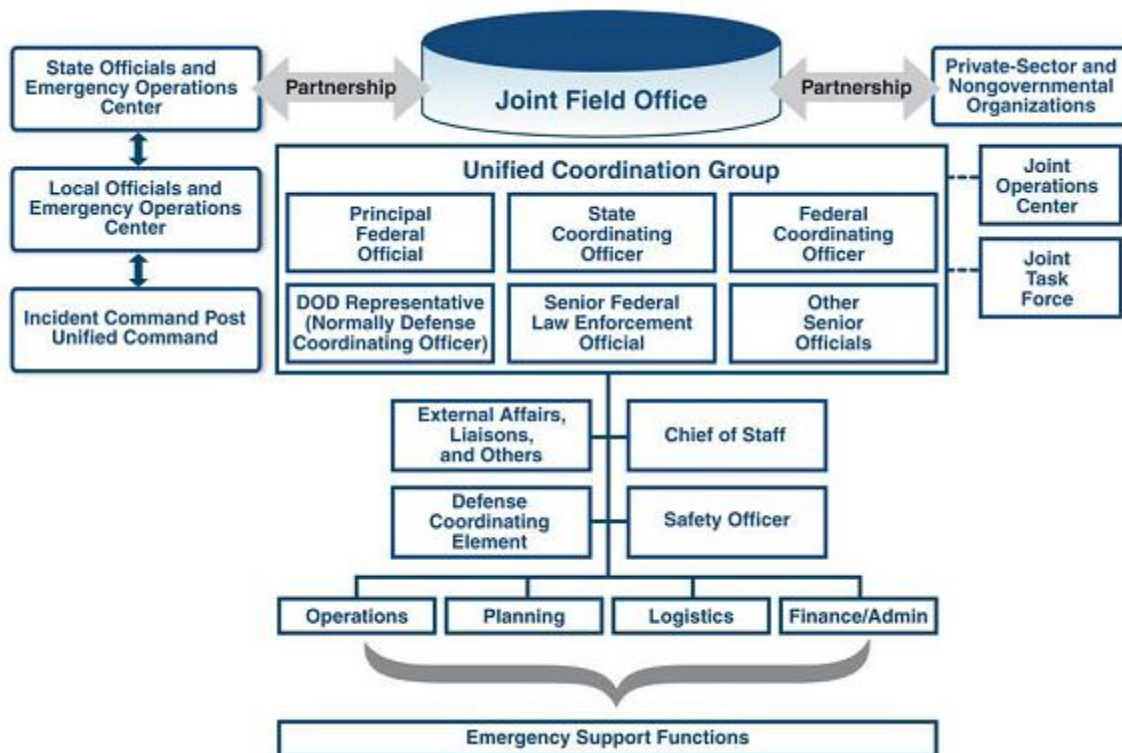 State Officials and
Emergency Operations
Center
Partnership
Joint Field Office
Partnership
Private-Sector and
Nongovernmental
Organizations
Local Officials and
Emergency Operations
Center
Incident Command Post
Unified Command
Unified Coordination Group
Principal
Federal
Official
State
Coordinating
Officer
Federal
Coordinating
Officer
DOD Representative
(Normally Defense
Coordinating Officer)
Senior Federal
Law Enforcement
Official
Other
Senior
Officials
Joint
Operations
Center
Joint
Task
Force
External Affairs,
Liaisons,
and Others
Chief of Staff
Defense
Coordinating
Element
Safety Officer
Operations
Planning
Logistics
Finance/Admin
Emergency Support Functions